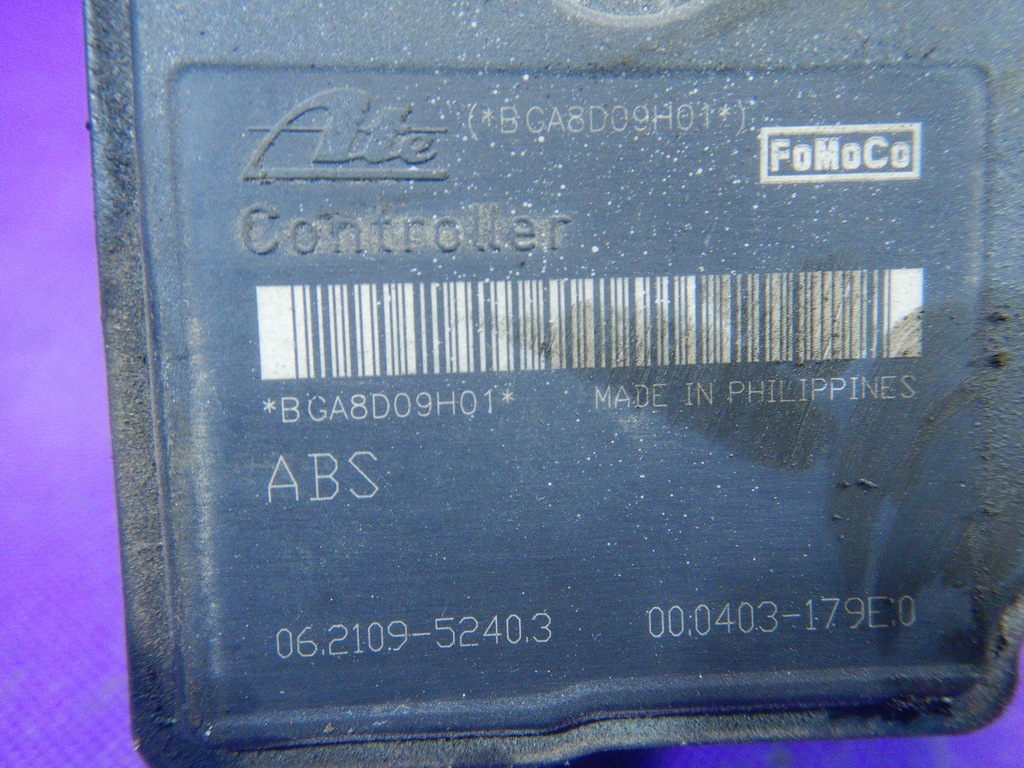 Ate (*BGA8D09H01*)
FoMoCo
Controller
*BGA8D09H01* MADE IN PHILIPPINES
ABS
06.2109-5240.3 00.0403-179E.0